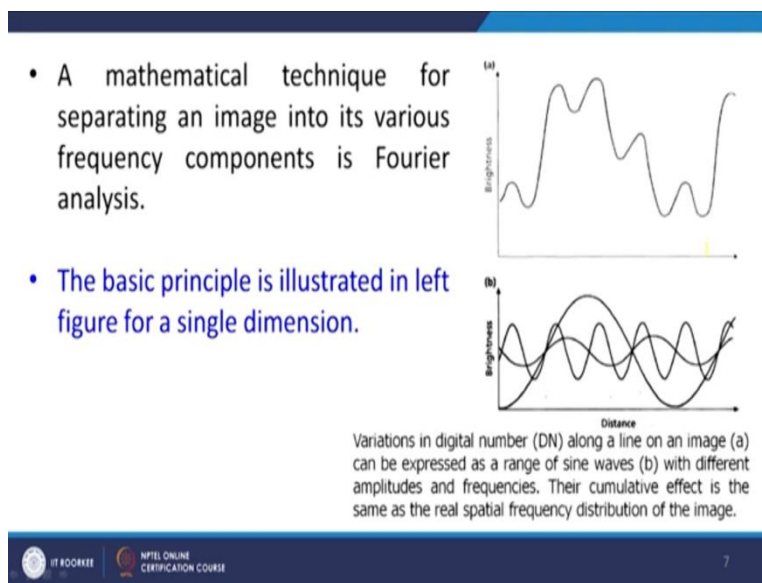 • A mathematical technique for
separating an image into its various
frequency components is Fourier
analysis.
• The basic principle is illustrated in left
figure for a single dimension.
(a)
Brightness
(b)
Brightness
Distance
Variations in digital number (DN) along a line on an image (a)
can be expressed as a range of sine waves (b) with different
amplitudes and frequencies. Their cumulative effect is the
same as the real spatial frequency distribution of the image.
IIT ROORKEE
NPTEL ONLINE
CERTIFICATION COURSE
7